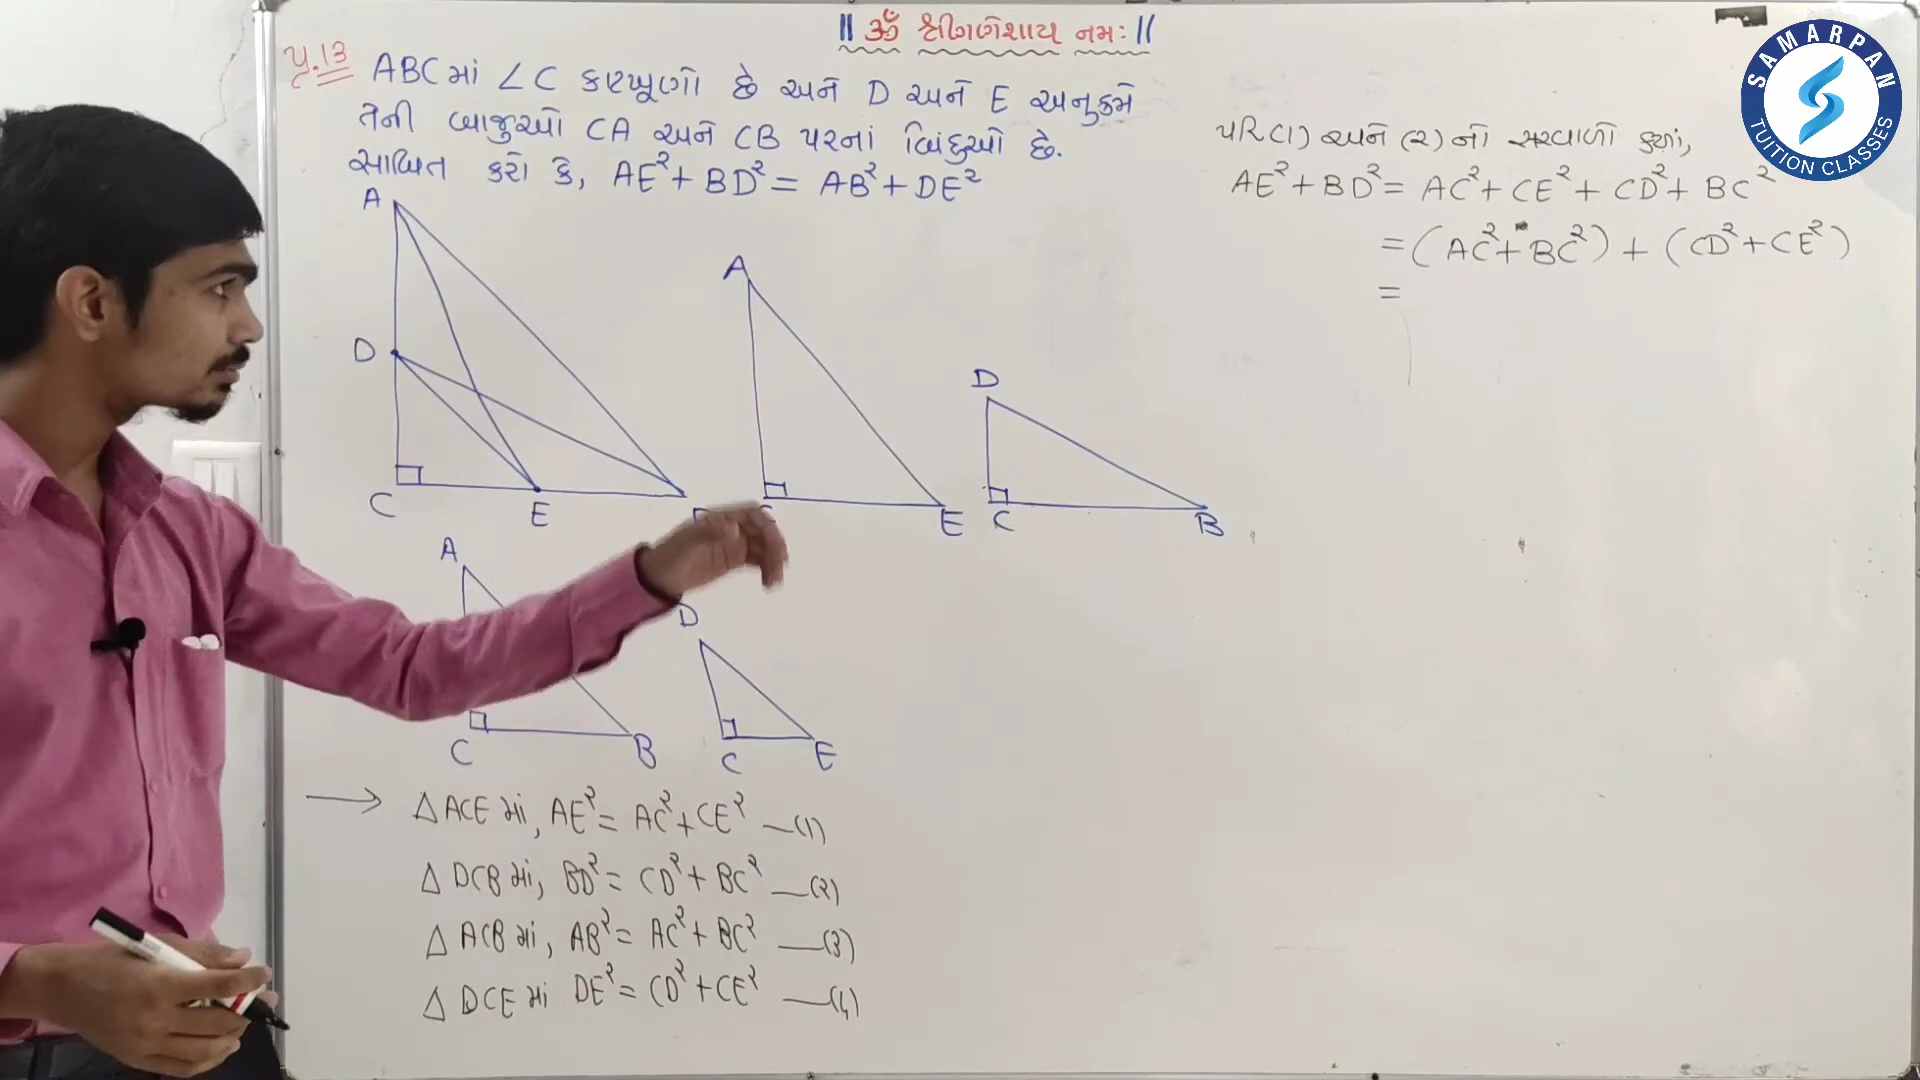 || ૐ શ્રી ગણેશાય નમઃ ||
પ્ર.13 ABC માં ∠C કાટખૂણો છે અને D અને E અનુક્રમે
તેની બાજુઓ CA અને CB પરનાં બિંદુઓ છે.
સાબિત કરો કે, AE² + BD² = AB² + DE²
A
D
C
E
A
E
D
C
B
A
C
B
D
C
E
→ △ ACE માં, AE² = AC² + CE² —(1)
△ DCB માં, BD² = CD² + BC² —(2)
△ ACB માં, AB² = AC² + BC² —(3)
△ DCE માં DE² = CD² + CE² —(4)
પરિ (1) અને (2) નો સરવાળો કરતાં,
AE² + BD² = AC² + CE² + CD² + BC²
= (AC² + BC²) + (CD² + CE²)
=
SAMARPAN
TUITION CLASSES